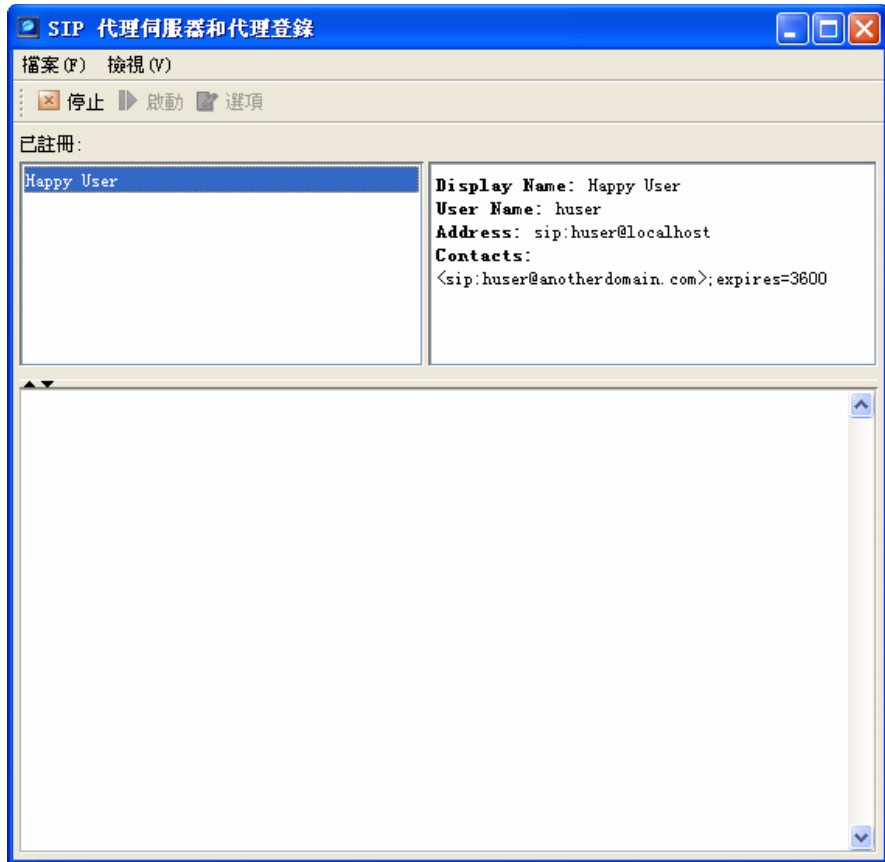 SIP 代理伺服器和代理登錄
檔案(F) 檢視(V)
停止 啟動 選項
已註冊:
Happy User
Display Name: Happy User
User Name: huser
Address: sip:huser@localhost
Contacts:
<sip:huser@anotherdomain.com>;expires=3600